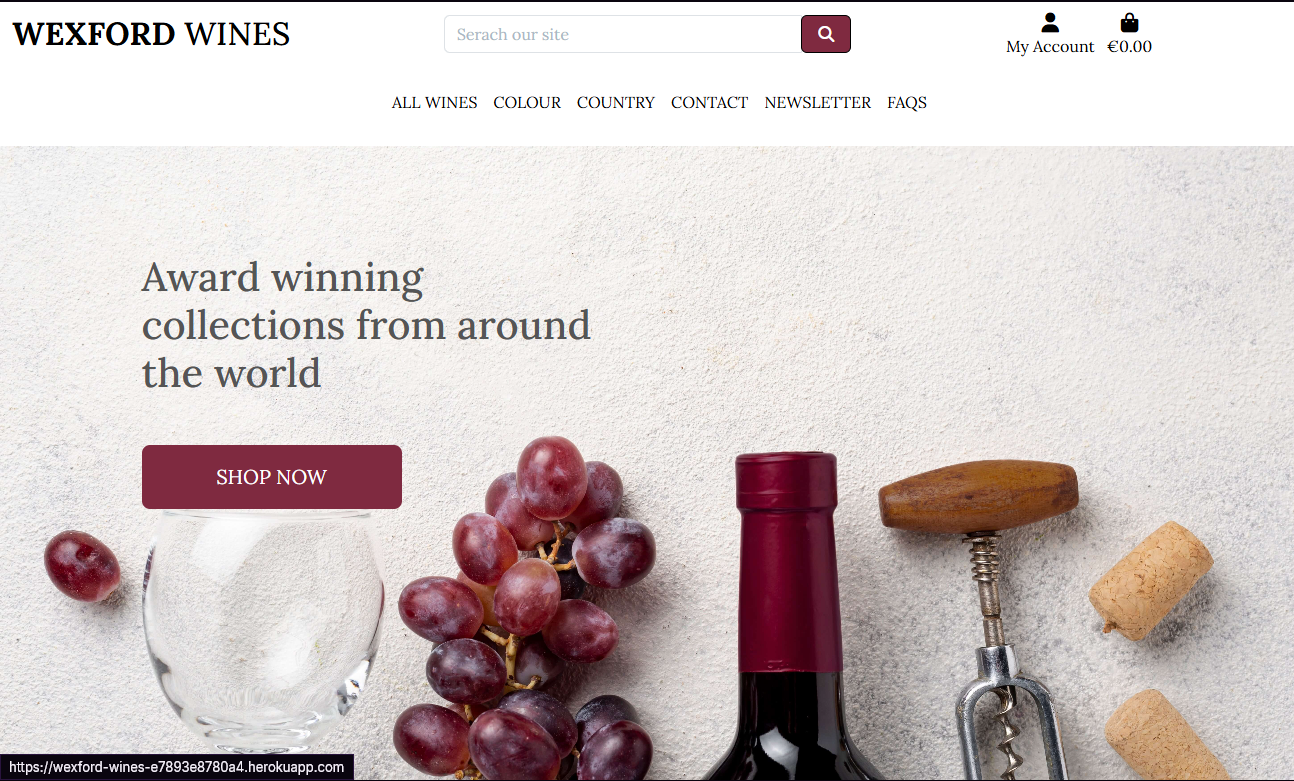 WEXFORD WINES
Serach our site
My Account €0.00
ALL WINES COLOUR COUNTRY CONTACT NEWSLETTER FAQS
Award winning
collections from around
the world
SHOP NOW
https://wexford-wines-e7893e8780a4.herokuapp.com